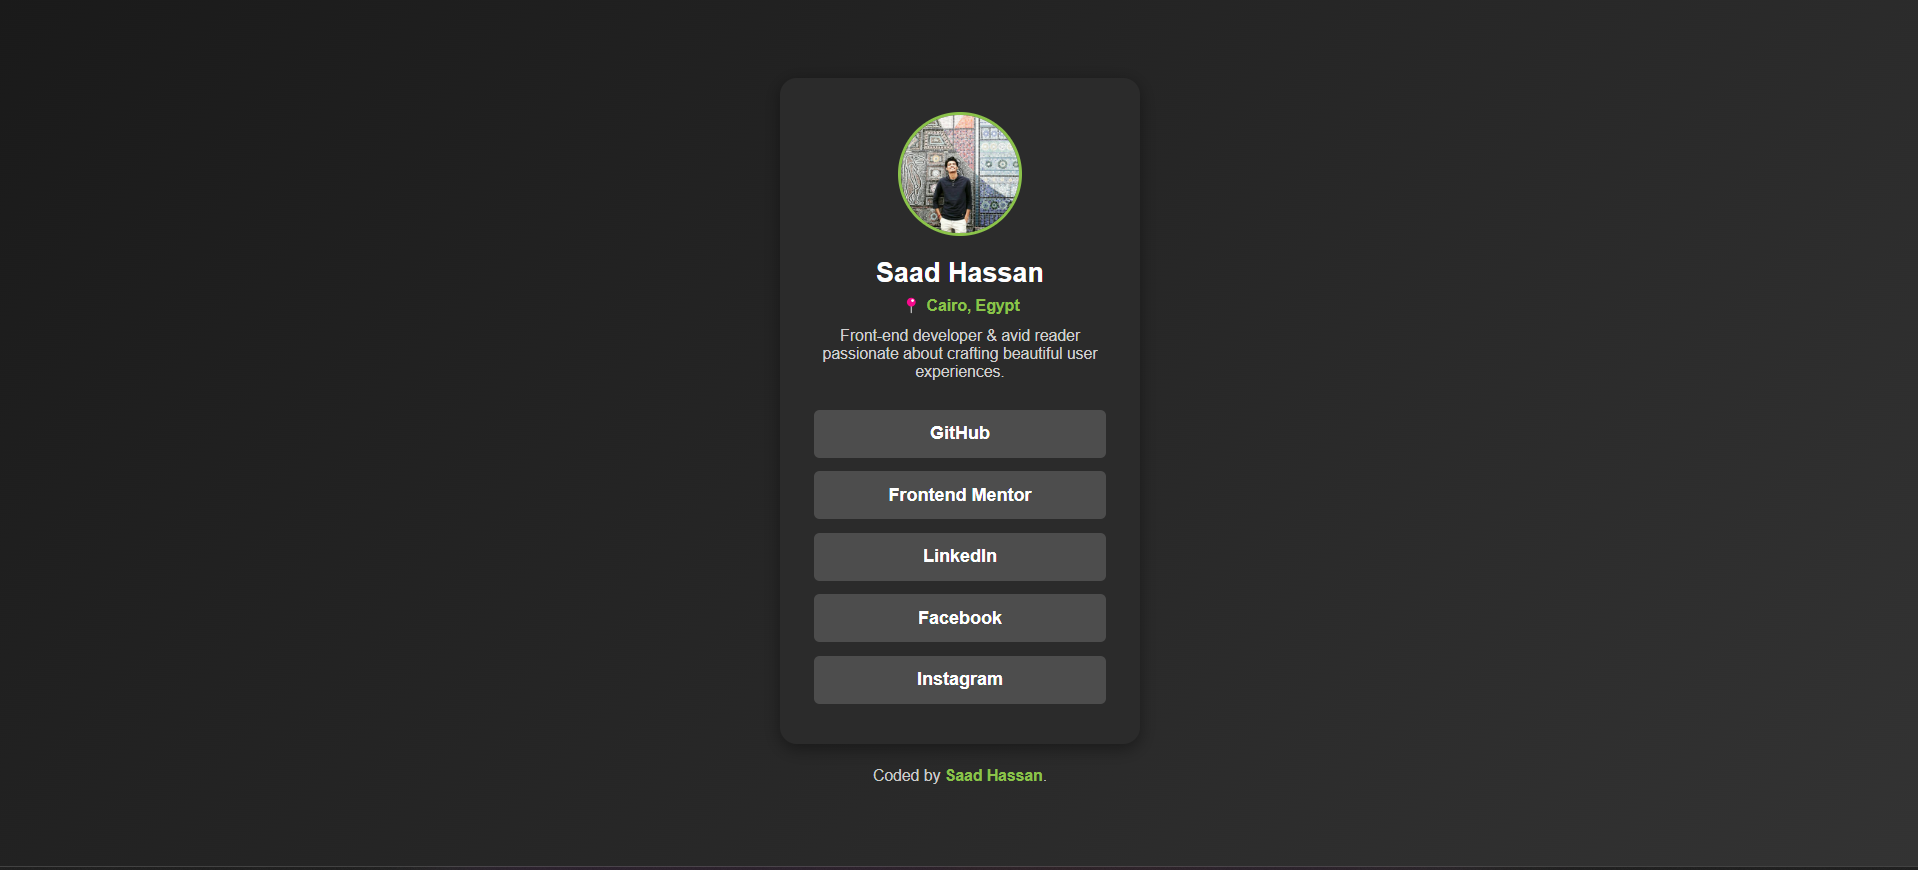 Saad Hassan
📍 Cairo, Egypt
Front-end developer & avid reader
passionate about crafting beautiful user
experiences.
GitHub
Frontend Mentor
LinkedIn
Facebook
Instagram
Coded by Saad Hassan.